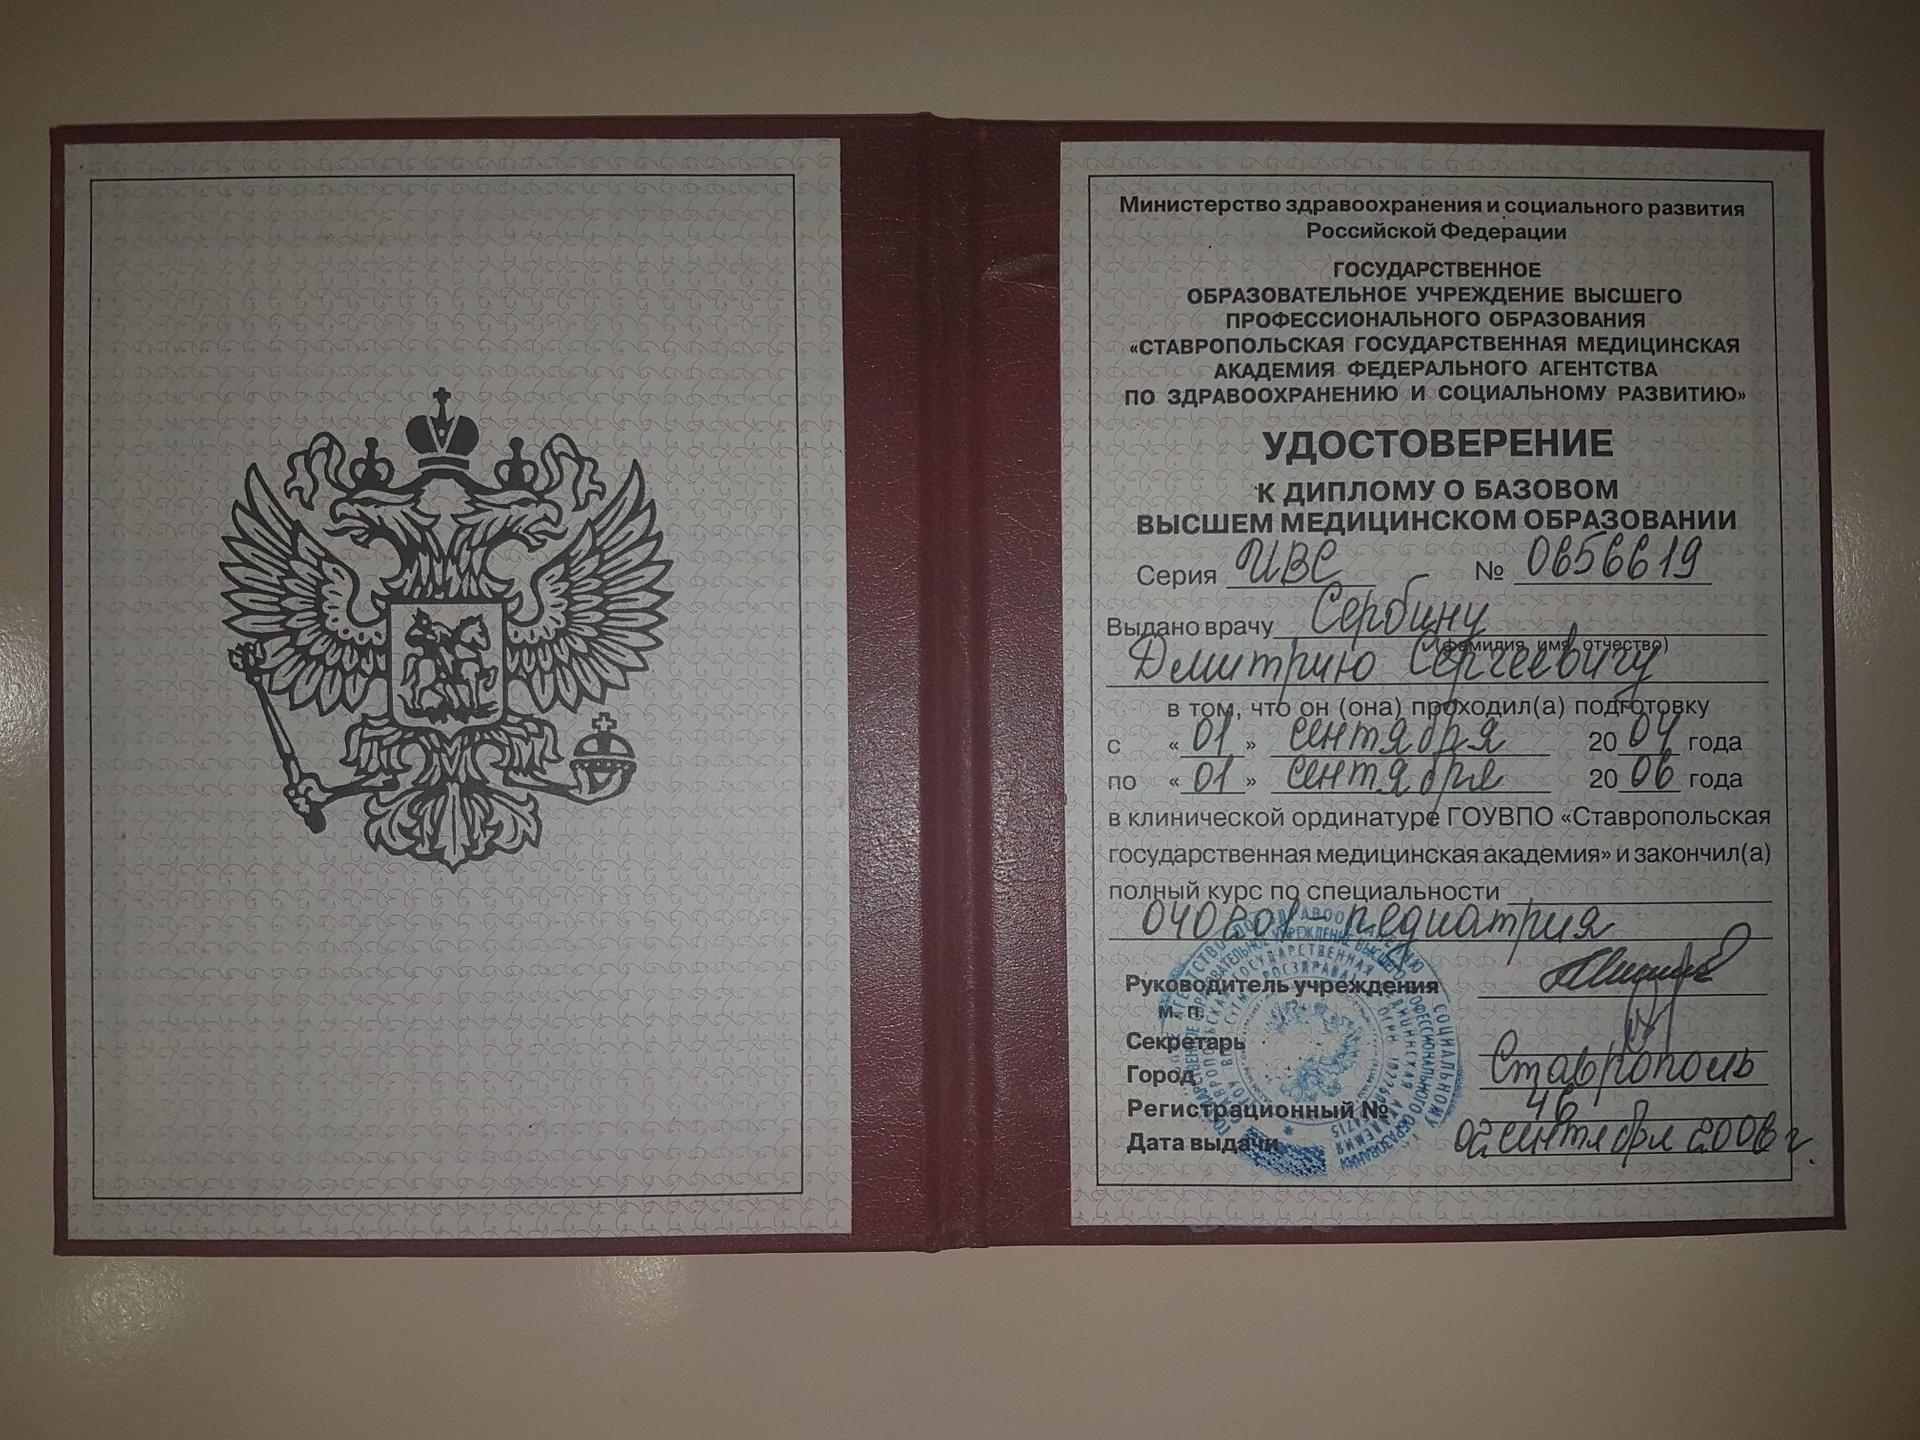 Министерство здравоохранения и социального развития
Российской Федерации
ГОСУДАРСТВЕННОЕ
ОБРАЗОВАТЕЛЬНОЕ УЧРЕЖДЕНИЕ ВЫСШЕГО
ПРОФЕССИОНАЛЬНОГО ОБРАЗОВАНИЯ
«СТАВРОПОЛЬСКАЯ ГОСУДАРСТВЕННАЯ МЕДИЦИНСКАЯ
АКАДЕМИЯ ФЕДЕРАЛЬНОГО АГЕНТСТВА
ПО ЗДРАВООХРАНЕНИЮ И СОЦИАЛЬНОМУ РАЗВИТИЮ»
УДОСТОВЕРЕНИЕ
К ДИПЛОМУ О БАЗОВОМ
ВЫСШЕМ МЕДИЦИНСКОМ ОБРАЗОВАНИИ
Серия ИВС № 0656619
Выдано врачу Сербину
(фамилия, имя, отчество)
Дмитрию Сергеевичу
в том, что он (она) проходил(а) подготовку
с «01» сентября 2004 года
по «01» сентября 2006 года
в клинической ординатуре ГОУВПО «Ставропольская
государственная медицинская академия» и закончил(а)
полный курс по специальности
педиатрия
Руководитель учреждения
м. п.
Секретарь
Город Ставрополь
Регистрационный № 46
Дата выдачи 02 сентября 2006 г.